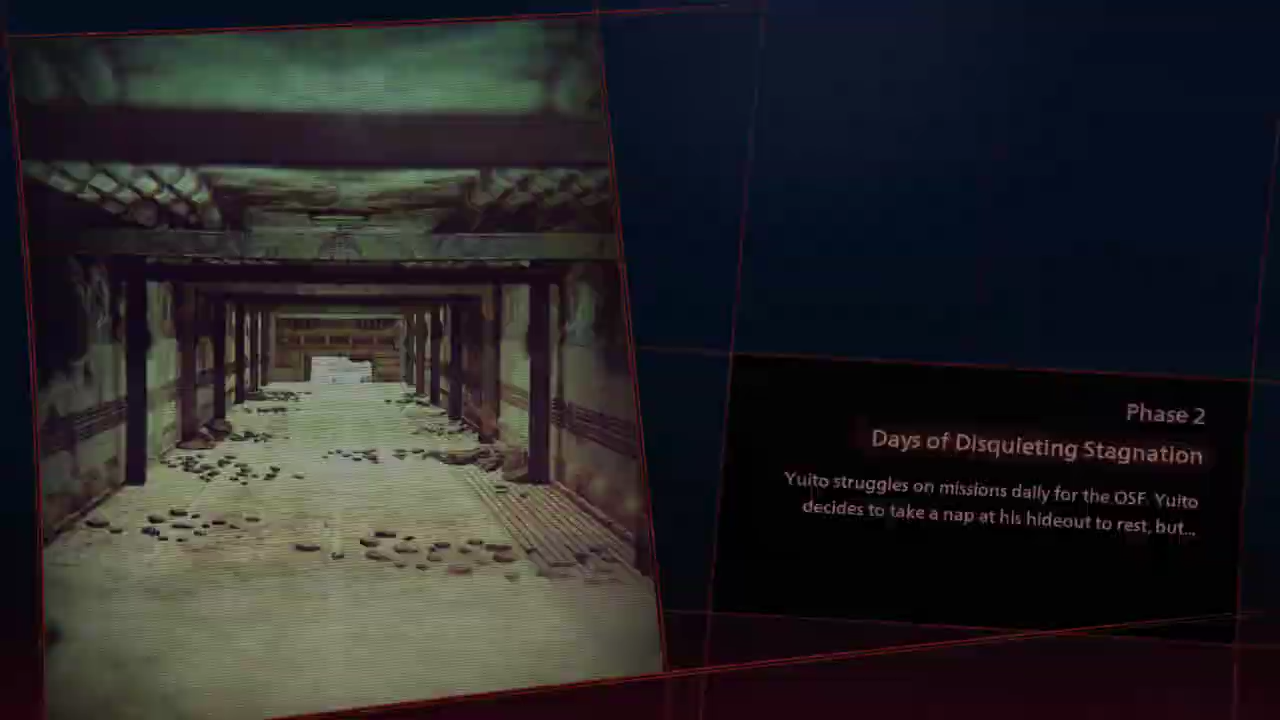 Phase 2
Days of Disquieting Stagnation
Yuito struggles on missions daily for the OSF. Yuito
decides to take a nap at his hideout to rest, but...